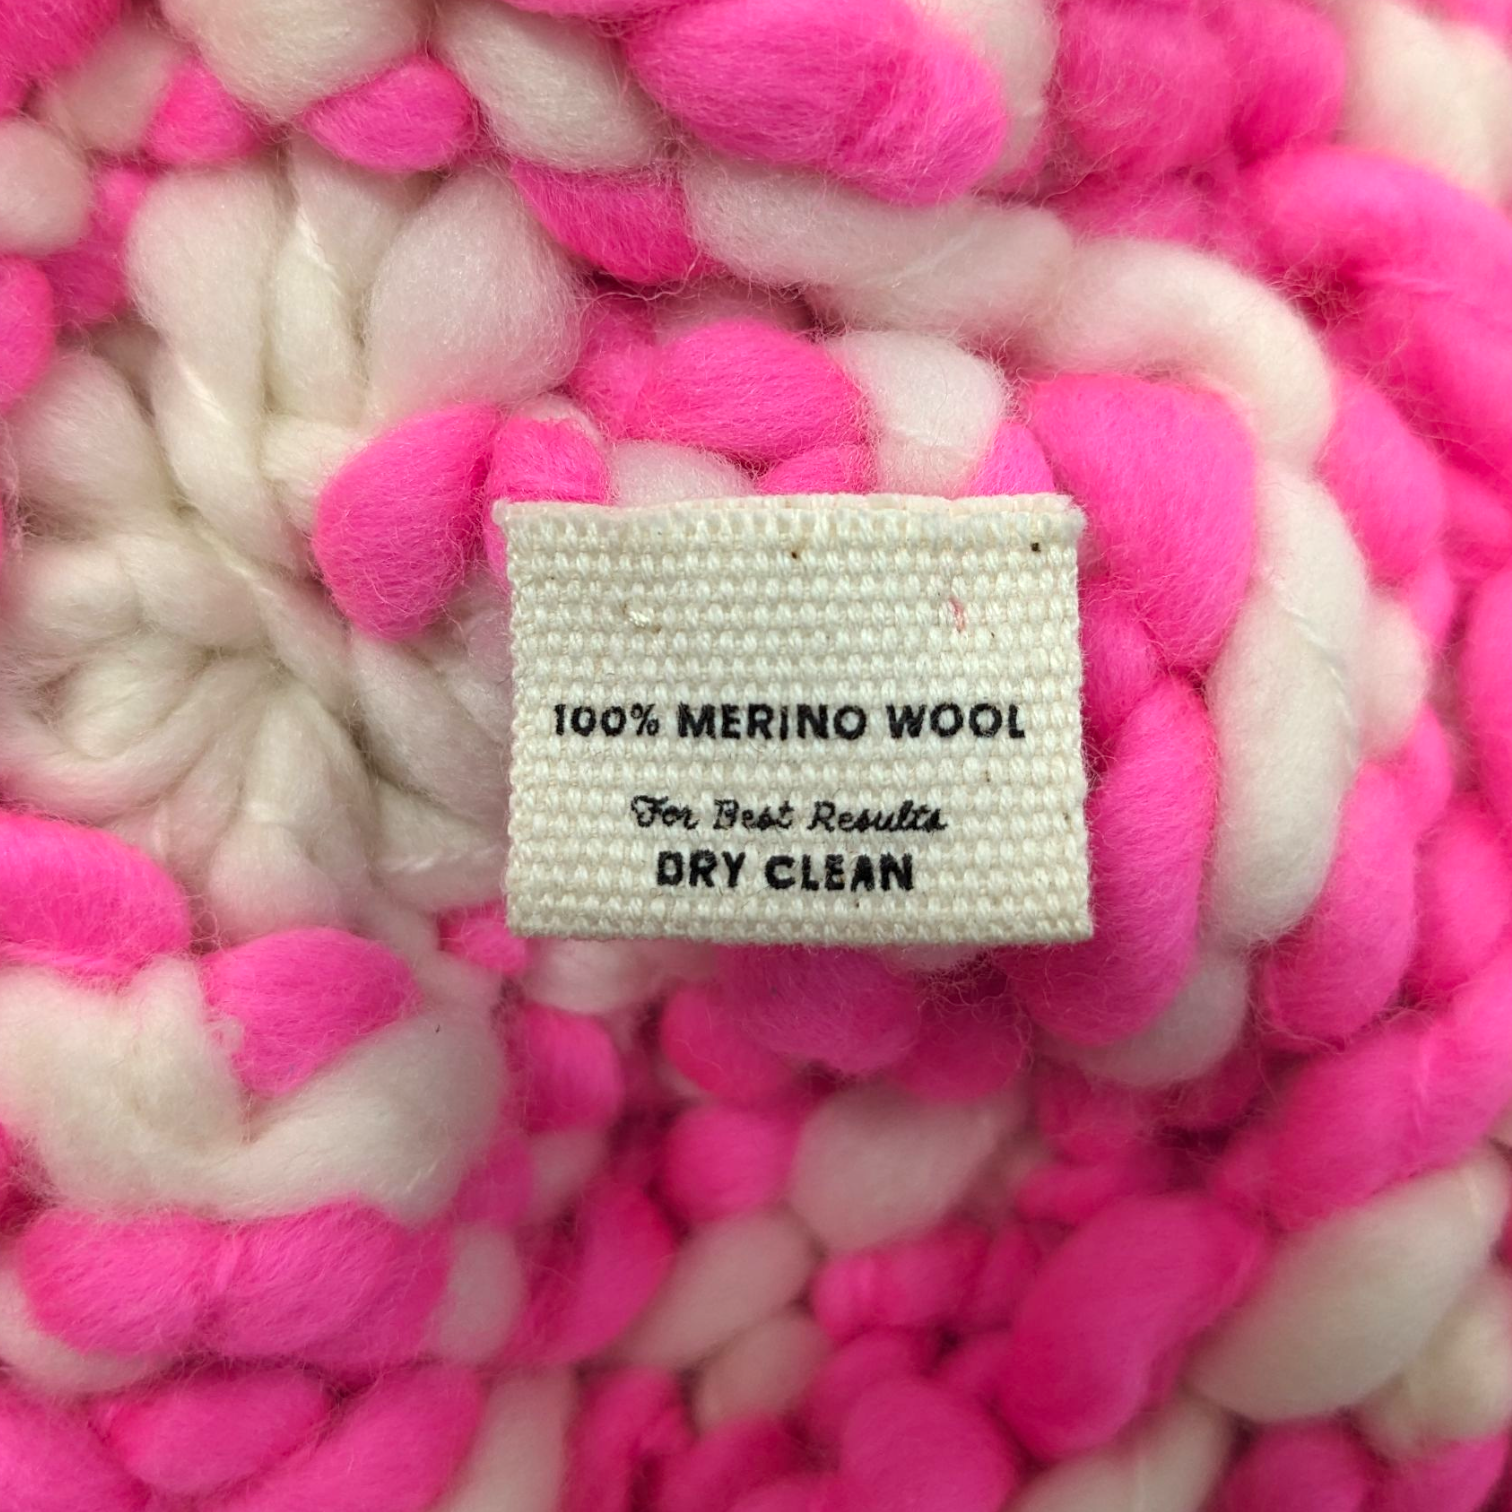 100% MERINO WOOL
For Best Results
DRY CLEAN